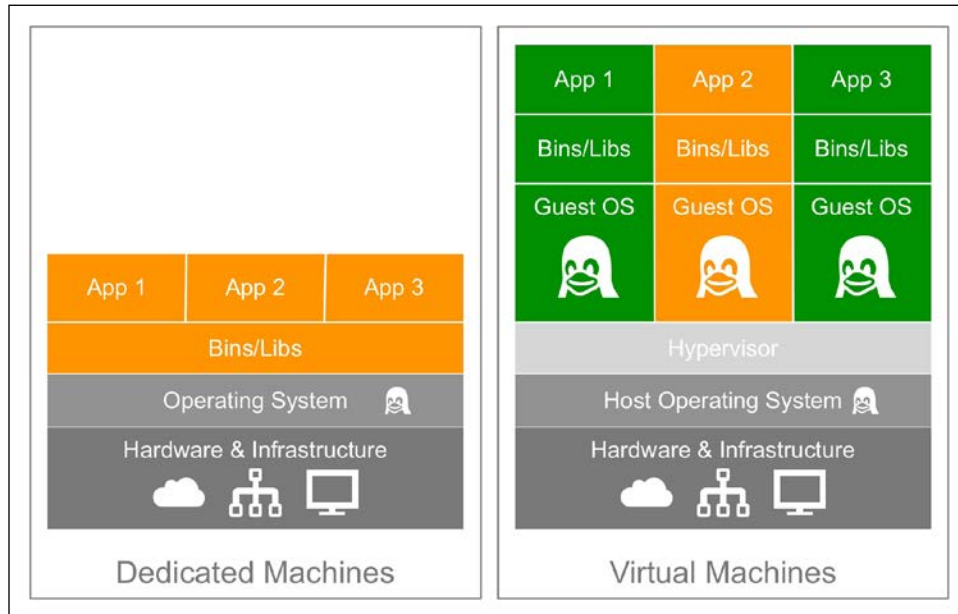 App 1 App 2 App 3
Bins/Libs
Operating System
Hardware & Infrastructure
Dedicated Machines
App 1 App 2 App 3
Bins/Libs Bins/Libs Bins/Libs
Guest OS Guest OS Guest OS
Hypervisor
Host Operating System
Hardware & Infrastructure
Virtual Machines